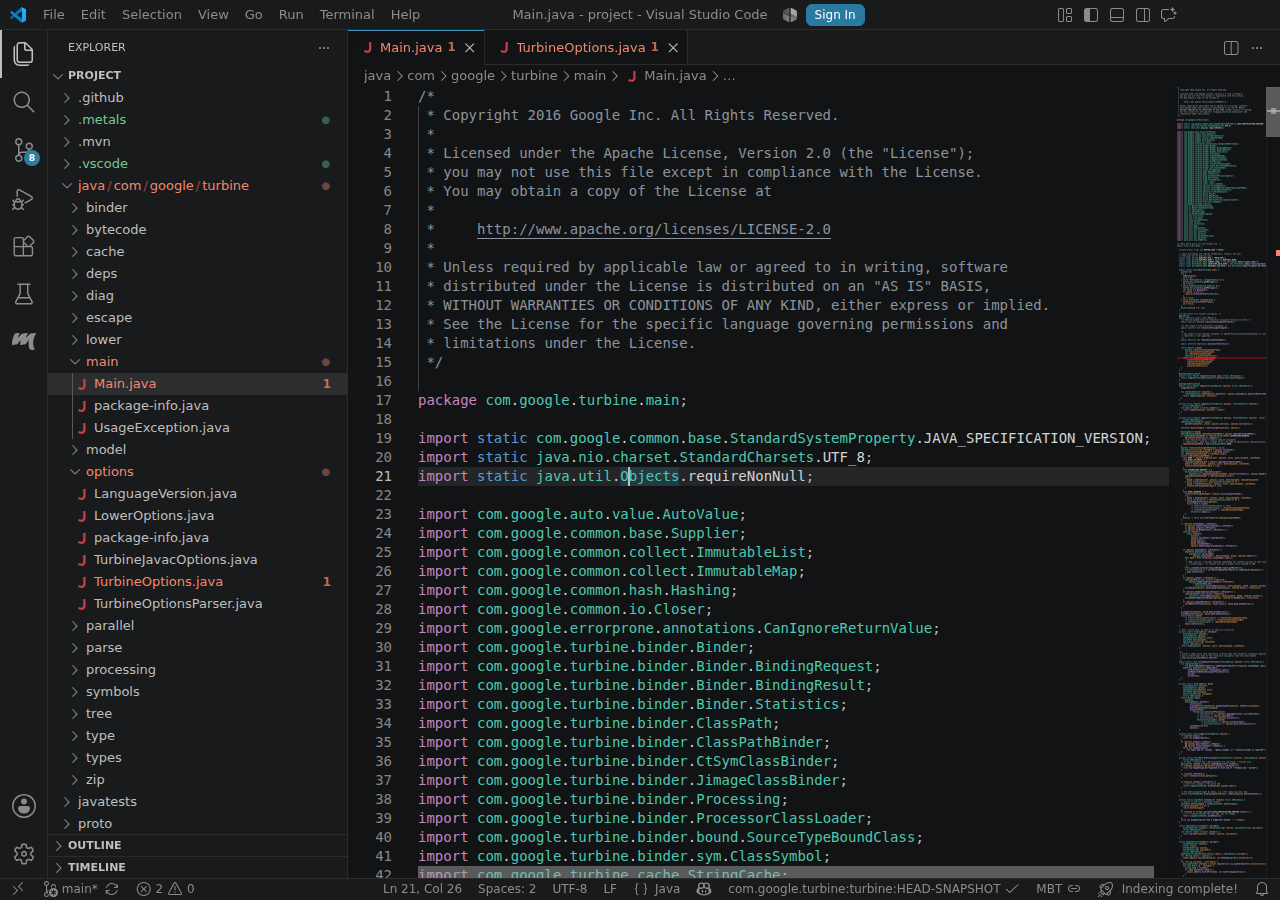 File Edit Selection View Go Run Terminal Help
Main.java - project - Visual Studio Code
Sign In
EXPLORER
PROJECT
.github
.metals
.mvn
.vscode
java/com/google/turbine
binder
bytecode
cache
deps
diag
escape
lower
main
Main.java 1
package-info.java
UsageException.java
model
options
LanguageVersion.java
LowerOptions.java
package-info.java
TurbineJavacOptions.java
TurbineOptions.java 1
TurbineOptionsParser.java
parallel
parse
processing
symbols
tree
type
types
zip
javatests
proto
OUTLINE
TIMELINE
8
Main.java 1
TurbineOptions.java 1
java > com > google > turbine > main > Main.java > ...
1 /*
2 * Copyright 2016 Google Inc. All Rights Reserved.
3 *
4 * Licensed under the Apache License, Version 2.0 (the "License");
5 * you may not use this file except in compliance with the License.
6 * You may obtain a copy of the License at
7 *
8 *     http://www.apache.org/licenses/LICENSE-2.0
9 *
10 * Unless required by applicable law or agreed to in writing, software
11 * distributed under the License is distributed on an "AS IS" BASIS,
12 * WITHOUT WARRANTIES OR CONDITIONS OF ANY KIND, either express or implied.
13 * See the License for the specific language governing permissions and
14 * limitations under the License.
15 */
16
17 package com.google.turbine.main;
18
19 import static com.google.common.base.StandardSystemProperty.JAVA_SPECIFICATION_VERSION;
20 import static java.nio.charset.StandardCharsets.UTF_8;
21 import static java.util.Objects.requireNonNull;
22
23 import com.google.auto.value.AutoValue;
24 import com.google.common.base.Supplier;
25 import com.google.common.collect.ImmutableList;
26 import com.google.common.collect.ImmutableMap;
27 import com.google.common.hash.Hashing;
28 import com.google.common.io.Closer;
29 import com.google.errorprone.annotations.CanIgnoreReturnValue;
30 import com.google.turbine.binder.Binder;
31 import com.google.turbine.binder.Binder.BindingRequest;
32 import com.google.turbine.binder.Binder.BindingResult;
33 import com.google.turbine.binder.Binder.Statistics;
34 import com.google.turbine.binder.ClassPath;
35 import com.google.turbine.binder.ClassPathBinder;
36 import com.google.turbine.binder.CtSymClassBinder;
37 import com.google.turbine.binder.JimageClassBinder;
38 import com.google.turbine.binder.Processing;
39 import com.google.turbine.binder.ProcessorClassLoader;
40 import com.google.turbine.binder.bound.SourceTypeBoundClass;
41 import com.google.turbine.binder.sym.ClassSymbol;
42 import com.google.turbine.cache.StringCache;
main* 2 0 Ln 21, Col 26 Spaces: 2 UTF-8 LF { } Java com.google.turbine:turbine:HEAD-SNAPSHOT MBT Indexing complete!